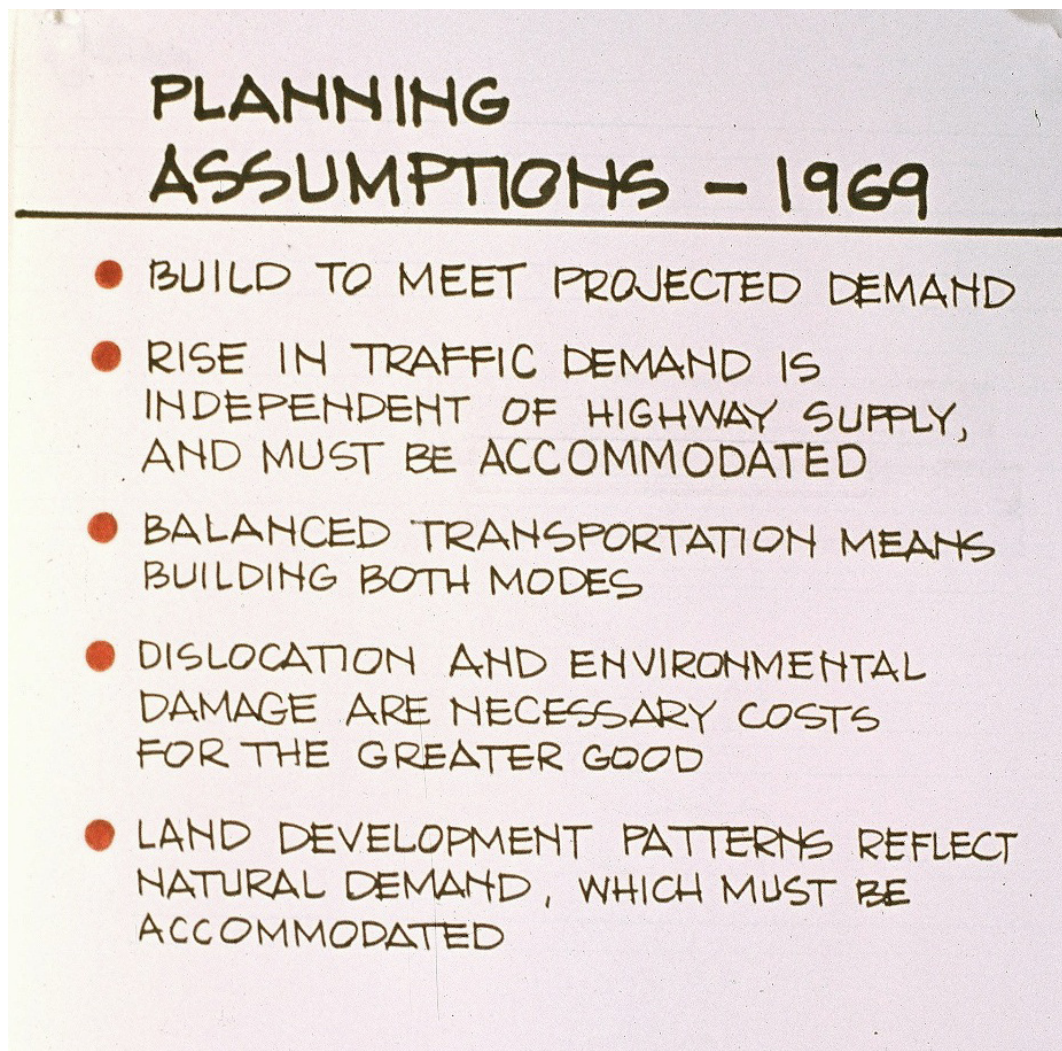 PLANNING
ASSUMPTIONS - 1969
• BUILD TO MEET PROJECTED DEMAND
• RISE IN TRAFFIC DEMAND IS
INDEPENDENT OF HIGHWAY SUPPLY,
AND MUST BE ACCOMMODATED
• BALANCED TRANSPORTATION MEANS
BUILDING BOTH MODES
• DISLOCATION AND ENVIRONMENTAL
DAMAGE ARE NECESSARY COSTS
FOR THE GREATER GOOD
• LAND DEVELOPMENT PATTERNS REFLECT
NATURAL DEMAND, WHICH MUST BE
ACCOMMODATED